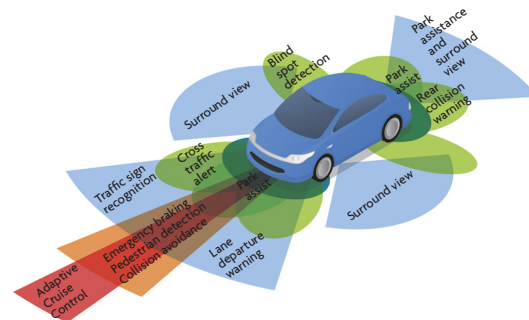 Park
assistance
and
surround
view
Blind
spot
detection
Park
assist
Rear
collision
warning
Surround view
Cross
traffic
alert
Traffic sign
recognition
Park
assist
Surround view
Emergency braking
Pedestrian detection
Collision avoidance
Lane
departure
warning
Adaptive
Cruise
Control